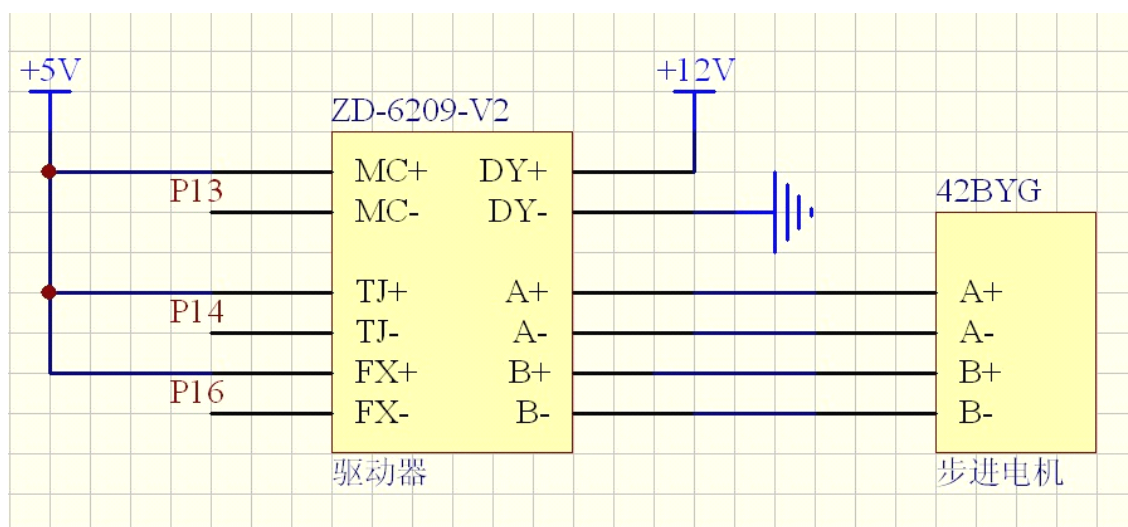 +5V
+12V
ZD-6209-V2
MC+ DY+
P13
42BYG
MC- DY-
TJ+ A+ A+
P14
TJ- A- A-
FX+ B+ B+
P16
FX- B- B-
驱动器
步进电机